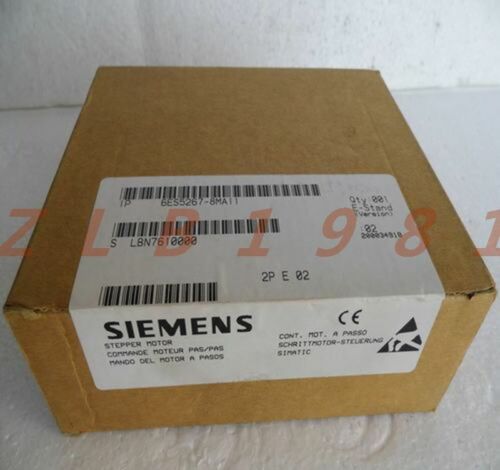 1P 6ES5267-8MA11
Qty 001
E-Stand
(Version)
02
S LBN7610000
ZLD1981
2P E 02
SIEMENS
STEPPER MOTOR
COMMANDE MOTEUR PAS/PAS
MANDO DEL MOTOR A PASOS
CE
CONT. MOT. A PASSO
SCHRITTMOTOR-STEUERUNG
SIMATIC